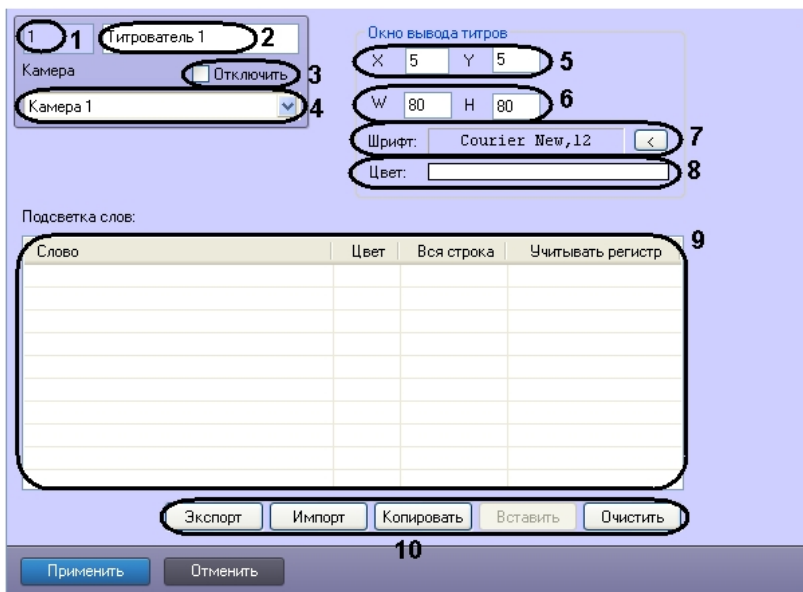 1 1 Титрователь 1 2
Камера Отключить 3
Камера 1 4
Окно вывода титров
X 5 Y 5 5
W 80 H 80 6
Шрифт: Courier New,12 < 7
Цвет: 8
Подсветка слов:
Слово Цвет Вся строка Учитывать регистр 9
Экспорт Импорт Копировать Вставить Очистить
10
Применить Отменить